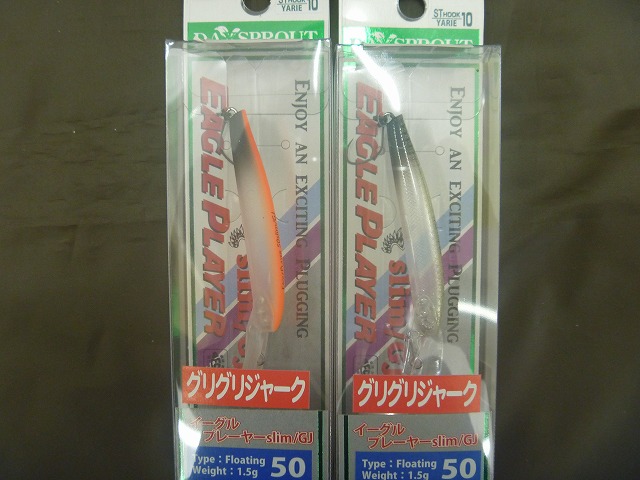 ST HOOK 10
YARIE
DAYSPROUT
ENJOY AN EXCITING PLUGGING
EAGLE PLAYER
グリグリジャーク
イーグル
プレーヤーslim/GJ
Type : Floating
Weight : 1.5g
50
ST HOOK 10
YARIE
DAYSPROUT
ENJOY AN EXCITING PLUGGING
EAGLE PLAYER
slim/GJ
グリグリジャーク
イーグル
プレーヤーslim/GJ
Type : Floating
Weight : 1.5g
50